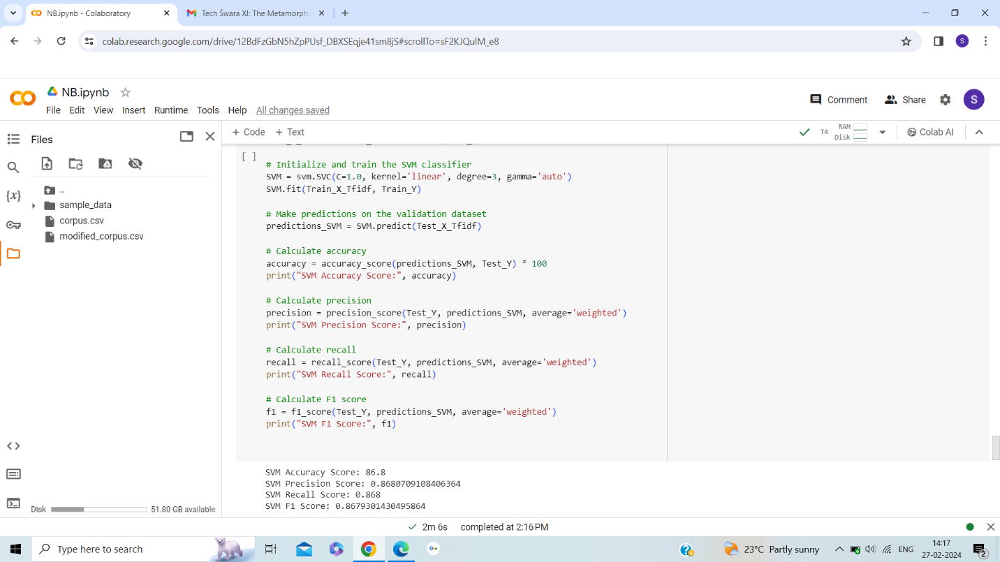 NB.ipynb - Colaboratory
Tech Śwara XI: The Metamorphi
colab.research.google.com/drive/12BdFzGbN5hZpPUsf_DBXSEqje41sm8jS#scrollTo=sF2KJQuIM_e8
S
CO NB.ipynb
Comment Share S
File Edit View Insert Runtime Tools Help All changes saved
Files
+ Code + Text
T4 RAM Disk Colab AI
..
sample_data
corpus.csv
modified_corpus.csv
{x}
[ ]
# Initialize and train the SVM classifier
SVM = svm.SVC(C=1.0, kernel='linear', degree=3, gamma='auto')
SVM.fit(Train_X_Tfidf, Train_Y)
# Make predictions on the validation dataset
predictions_SVM = SVM.predict(Test_X_Tfidf)
# Calculate accuracy
accuracy = accuracy_score(predictions_SVM, Test_Y) * 100
print("SVM Accuracy Score:", accuracy)
# Calculate precision
precision = precision_score(Test_Y, predictions_SVM, average='weighted')
print("SVM Precision Score:", precision)
# Calculate recall
recall = recall_score(Test_Y, predictions_SVM, average='weighted')
print("SVM Recall Score:", recall)
# Calculate F1 score
f1 = f1_score(Test_Y, predictions_SVM, average='weighted')
print("SVM F1 Score:", f1)
SVM Accuracy Score: 86.8
SVM Precision Score: 0.8680709108406364
SVM Recall Score: 0.868
SVM F1 Score: 0.8679301430495864
Disk 51.80 GB available
2m 6s completed at 2:16 PM
Type here to search
23°C Partly sunny
ENG
14:17
27-02-2024
2